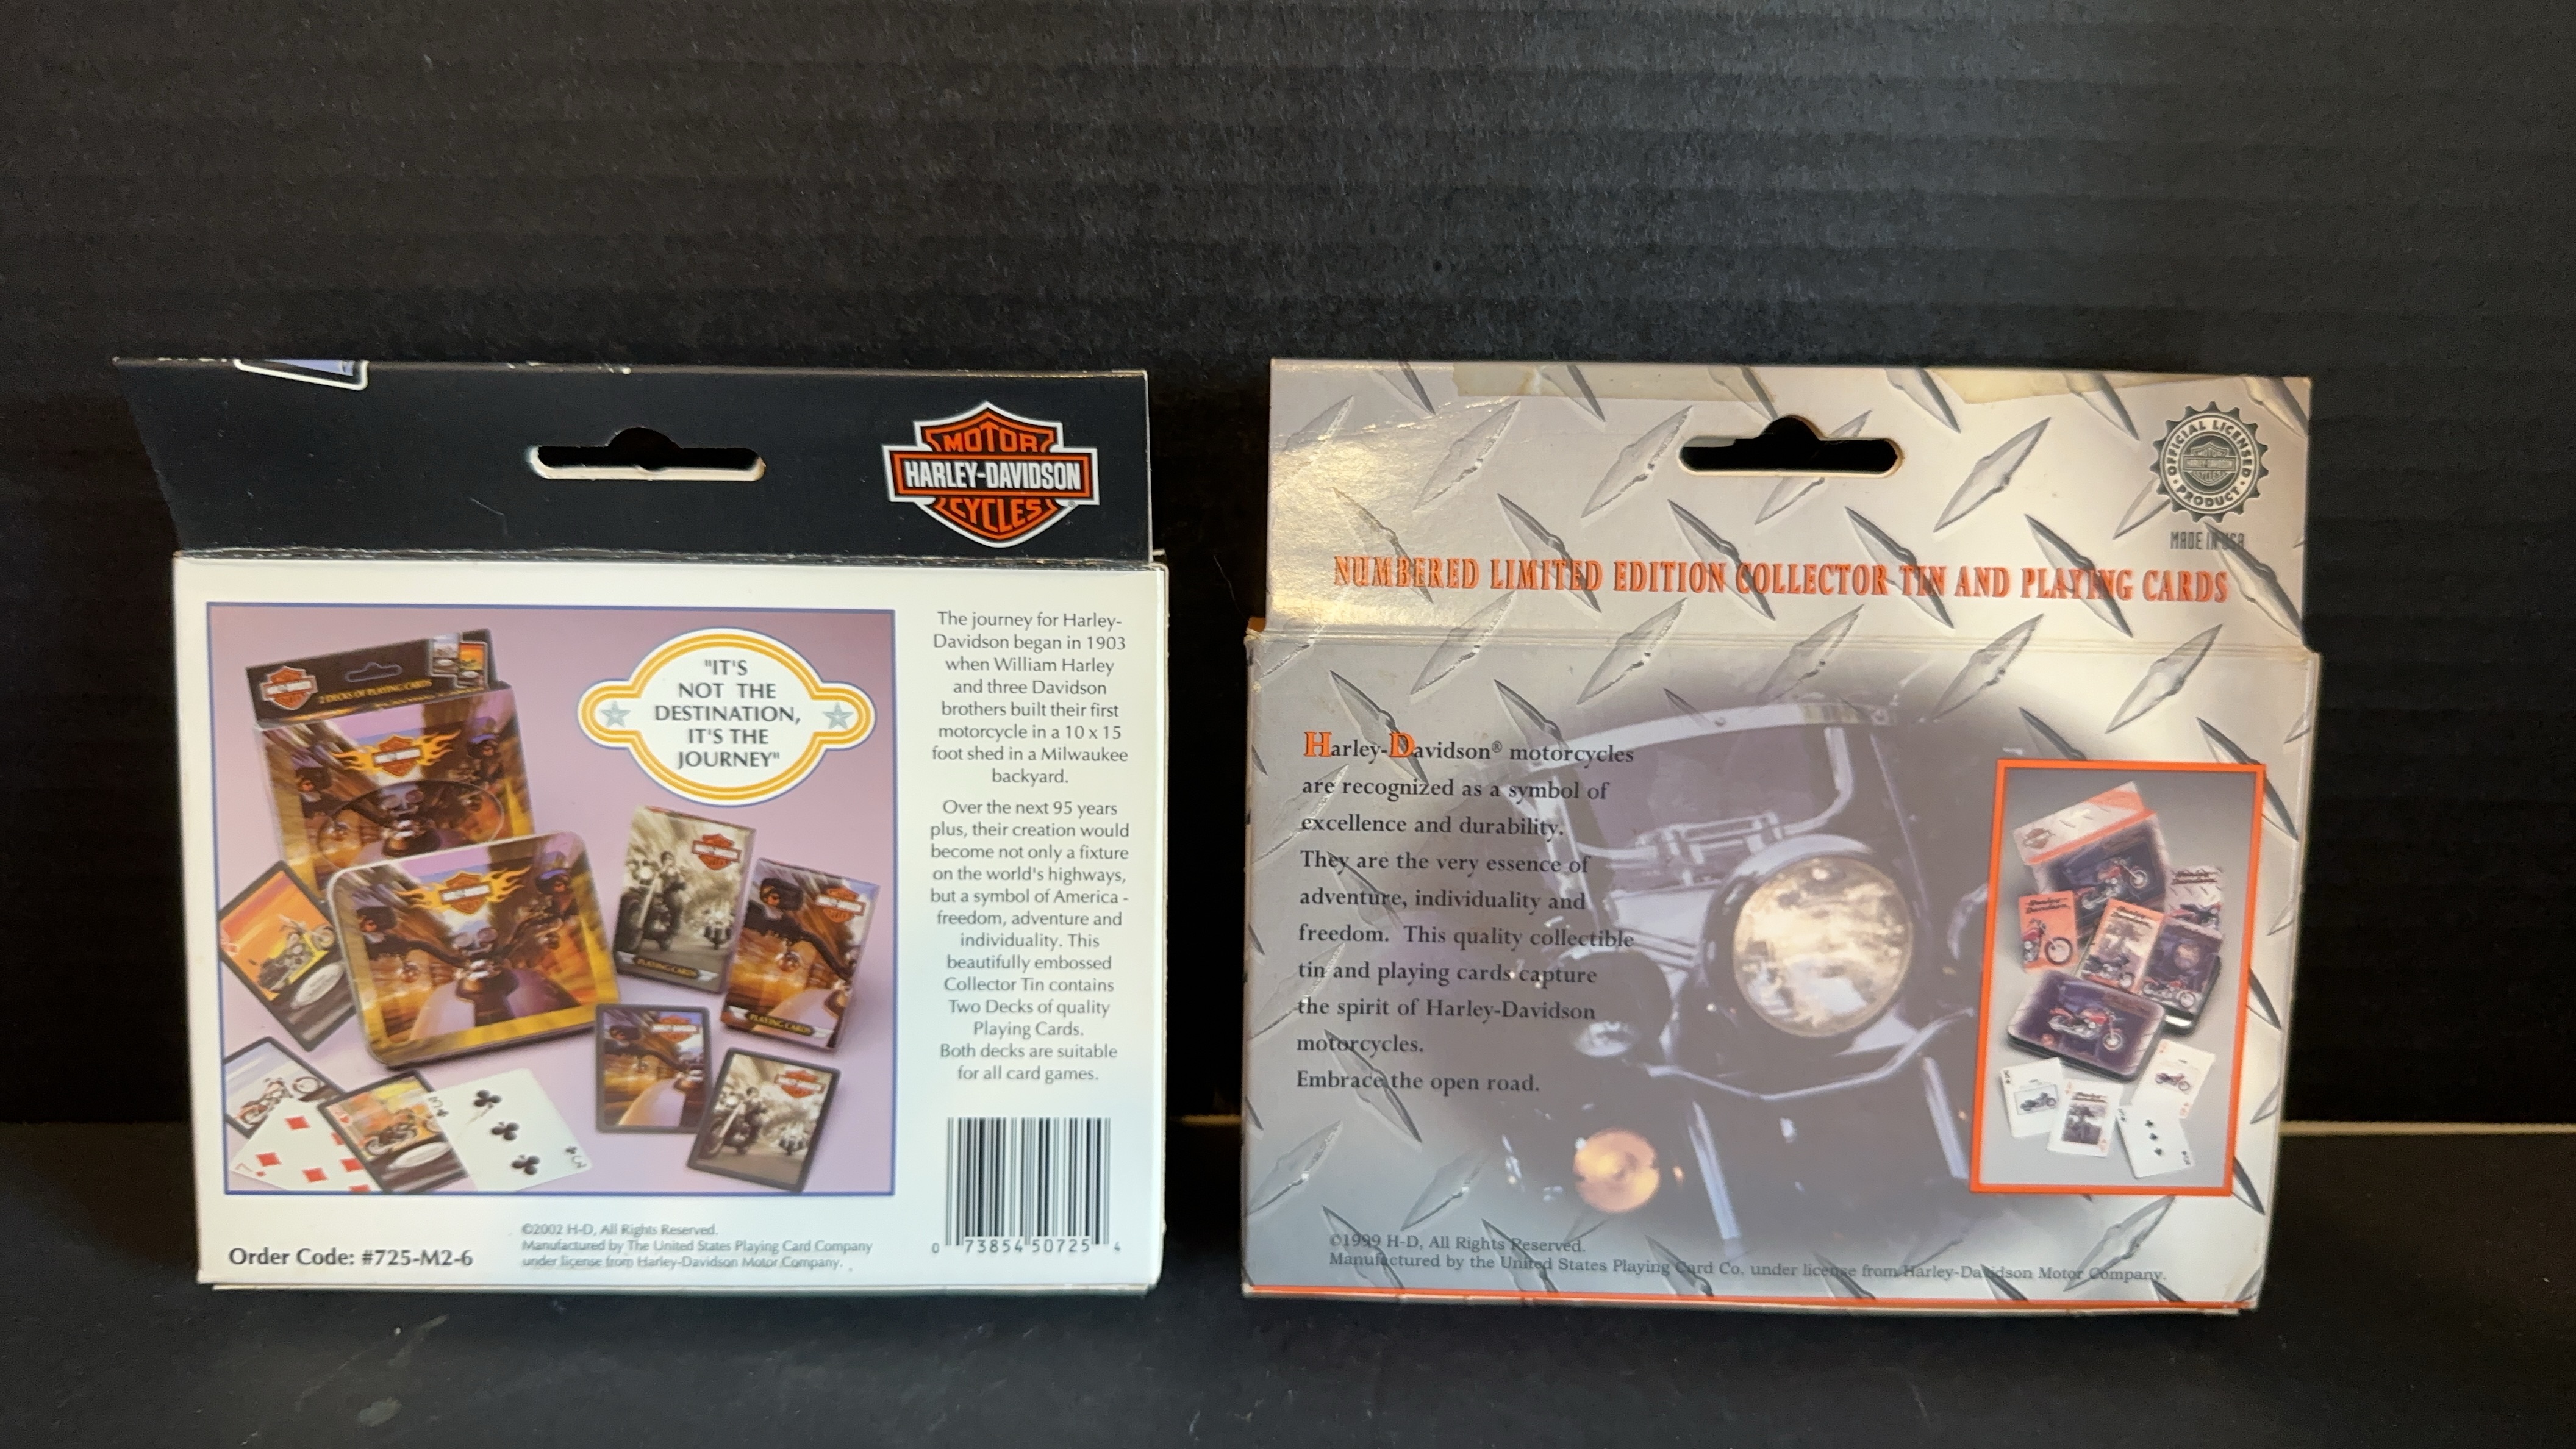 MOTOR
HARLEY-DAVIDSON
CYCLES
2 DECKS OF PLAYING CARDS
"IT'S
NOT THE
DESTINATION,
IT'S THE
JOURNEY"
PLAYING CARDS
PLAYING CARDS
The journey for Harley-
Davidson began in 1903
when William Harley
and three Davidson
brothers built their first
motorcycle in a 10 x 15
foot shed in a Milwaukee
backyard.
Over the next 95 years
plus, their creation would
become not only a fixture
on the world's highways,
but a symbol of America -
freedom, adventure and
individuality. This
beautifully embossed
Collector Tin contains
Two Decks of quality
Playing Cards.
Both decks are suitable
for all card games.
0 73854 50725 4
Order Code: #725-M2-6
©2002 H-D, All Rights Reserved.
Manufactured by The United States Playing Card Company
under license from Harley-Davidson Motor Company.
OFFICIAL LICENSED
PRODUCT
MADE IN USA
NUMBERED LIMITED EDITION COLLECTOR TIN AND PLAYING CARDS
Harley-Davidson® motorcycles
are recognized as a symbol of
excellence and durability.
They are the very essence of
adventure, individuality and
freedom. This quality collectible
tin and playing cards capture
the spirit of Harley-Davidson
motorcycles.
Embrace the open road.
©1999 H-D, All Rights Reserved.
Manufactured by the United States Playing Card Co. under license from Harley-Davidson Motor Company.